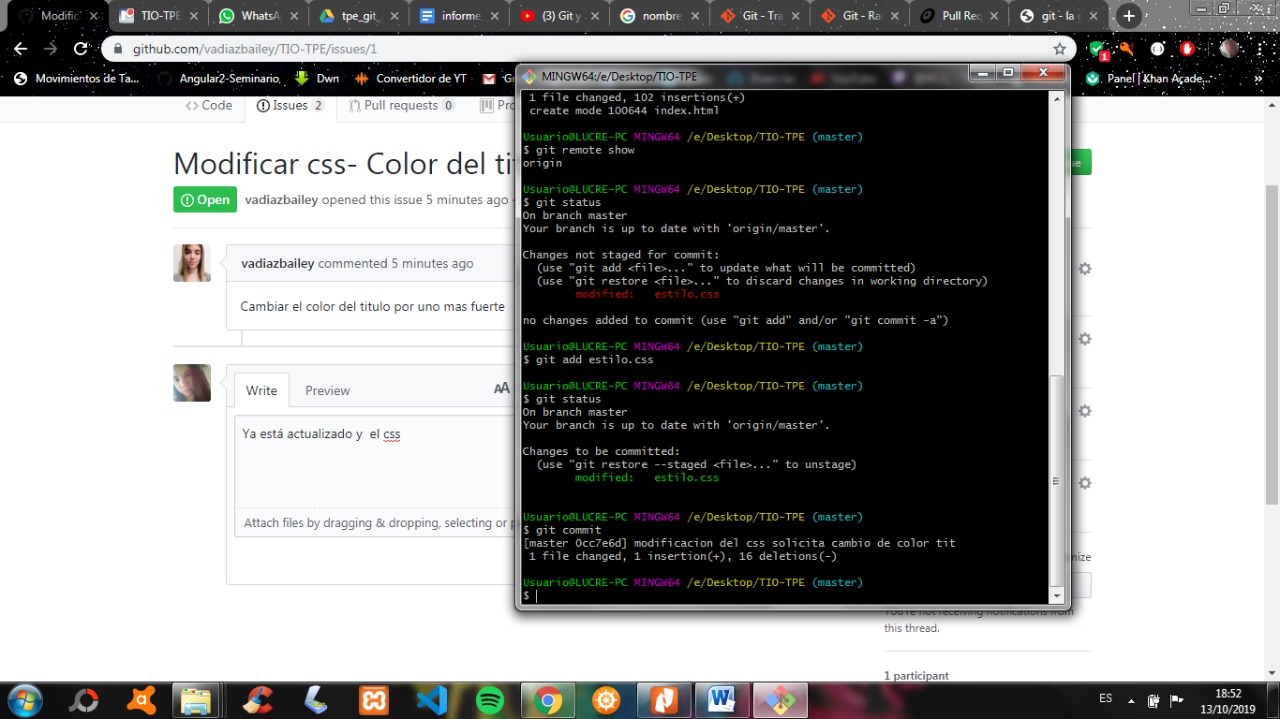 Modific
TIO-TPE
WhatsA
tpe_git_
informe
(3) Git y
nombre
Git - Tra
Git - Ra
Pull Rec
git - la c
github.com/vadiazbailey/TIO-TPE/issues/1
1
Movimientos de Ta...
Angular2-Seminario,
Dwn
Convertidor de YT
Panel | Khan Acade...
»
<> Code
Issues 2
Pull requests 0
Modificar css- Color del ti
Open
vadiazbailey opened this issue 5 minutes ago
vadiazbailey commented 5 minutes ago
Cambiar el color del titulo por uno mas fuerte
Write
Preview
AA
Ya está actualizado y el css
Attach files by dragging & dropping, selecting or p
MINGW64:/e/Desktop/TIO-TPE
1 file changed, 102 insertions(+)
create mode 100644 index.html
Usuario@LUCRE-PC MINGW64 /e/Desktop/TIO-TPE (master)
$ git remote show
origin
Usuario@LUCRE-PC MINGW64 /e/Desktop/TIO-TPE (master)
$ git status
On branch master
Your branch is up to date with 'origin/master'.
Changes not staged for commit:
(use "git add <file>..." to update what will be committed)
(use "git restore <file>..." to discard changes in working directory)
modified: estilo.css
no changes added to commit (use "git add" and/or "git commit -a")
Usuario@LUCRE-PC MINGW64 /e/Desktop/TIO-TPE (master)
$ git add estilo.css
Usuario@LUCRE-PC MINGW64 /e/Desktop/TIO-TPE (master)
$ git status
On branch master
Your branch is up to date with 'origin/master'.
Changes to be committed:
(use "git restore --staged <file>..." to unstage)
modified: estilo.css
Usuario@LUCRE-PC MINGW64 /e/Desktop/TIO-TPE (master)
$ git commit
[master 0cc7e6d] modificacion del css solicita cambio de color tit
1 file changed, 1 insertion(+), 16 deletions(-)
Usuario@LUCRE-PC MINGW64 /e/Desktop/TIO-TPE (master)
$
You're not receiving notifications from
this thread.
1 participant
ES
18:52
13/10/2019